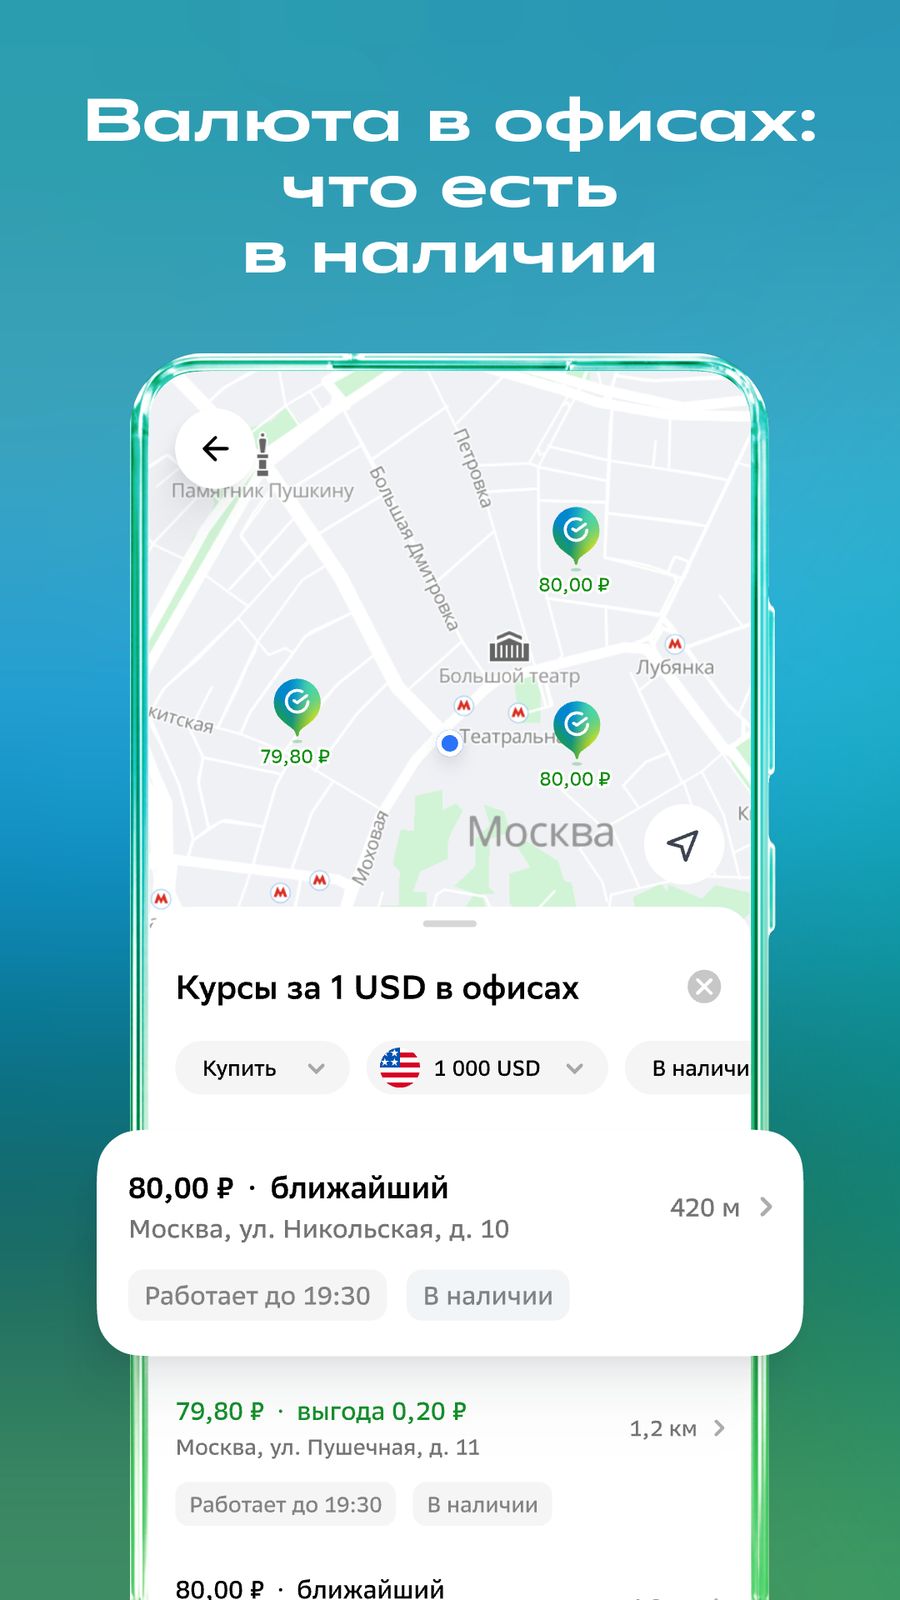 Валюта в офисах:
что есть
в наличии
Памятник Пушкину
Петровка
Большая Дмитровка
80,00 ₽
Большой театр
Лубянка
китская
Театральн
79,80 ₽
80,00 ₽
Москва
Моховая
Курсы за 1 USD в офисах
Купить
1 000 USD
В наличи
80,00 ₽ · ближайший
420 м
Москва, ул. Никольская, д. 10
Работает до 19:30
В наличии
79,80 ₽ · выгода 0,20 ₽
1,2 км
Москва, ул. Пушечная, д. 11
Работает до 19:30
В наличии
80,00 ₽ · ближайший